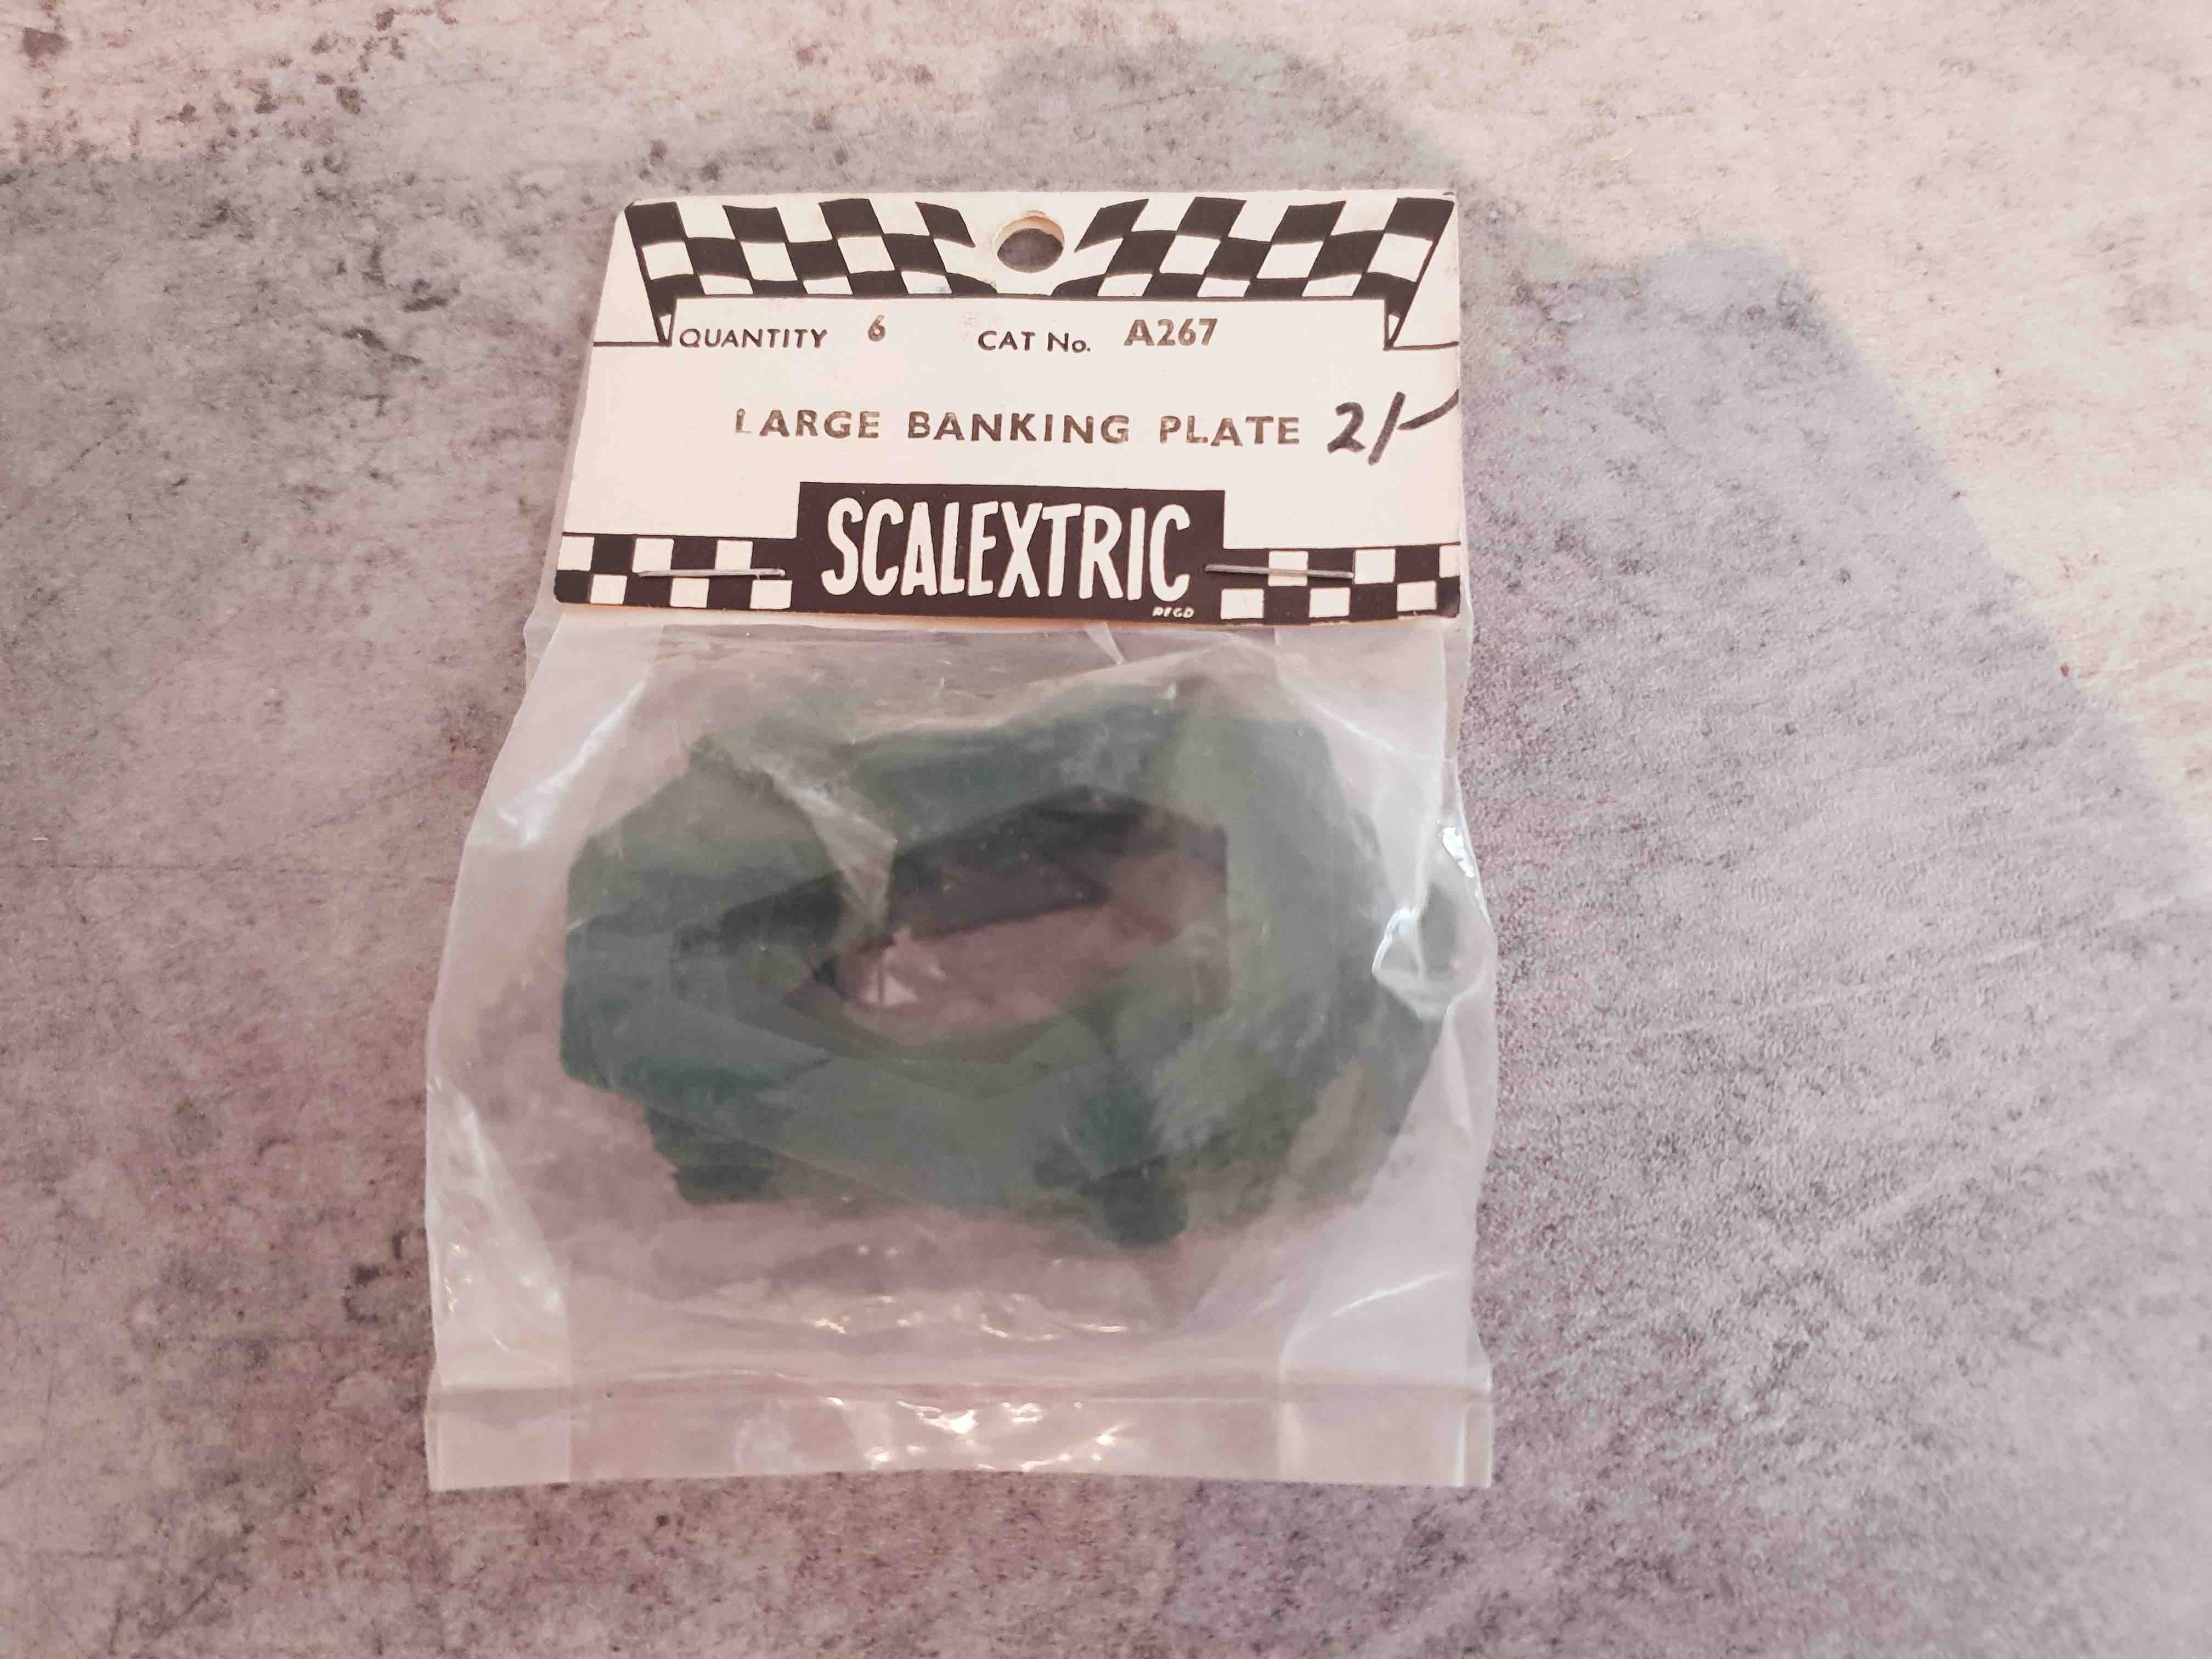 QUANTITY 6 CAT No. A267
LARGE BANKING PLATE 2/-
SCALEXTRIC
REGD